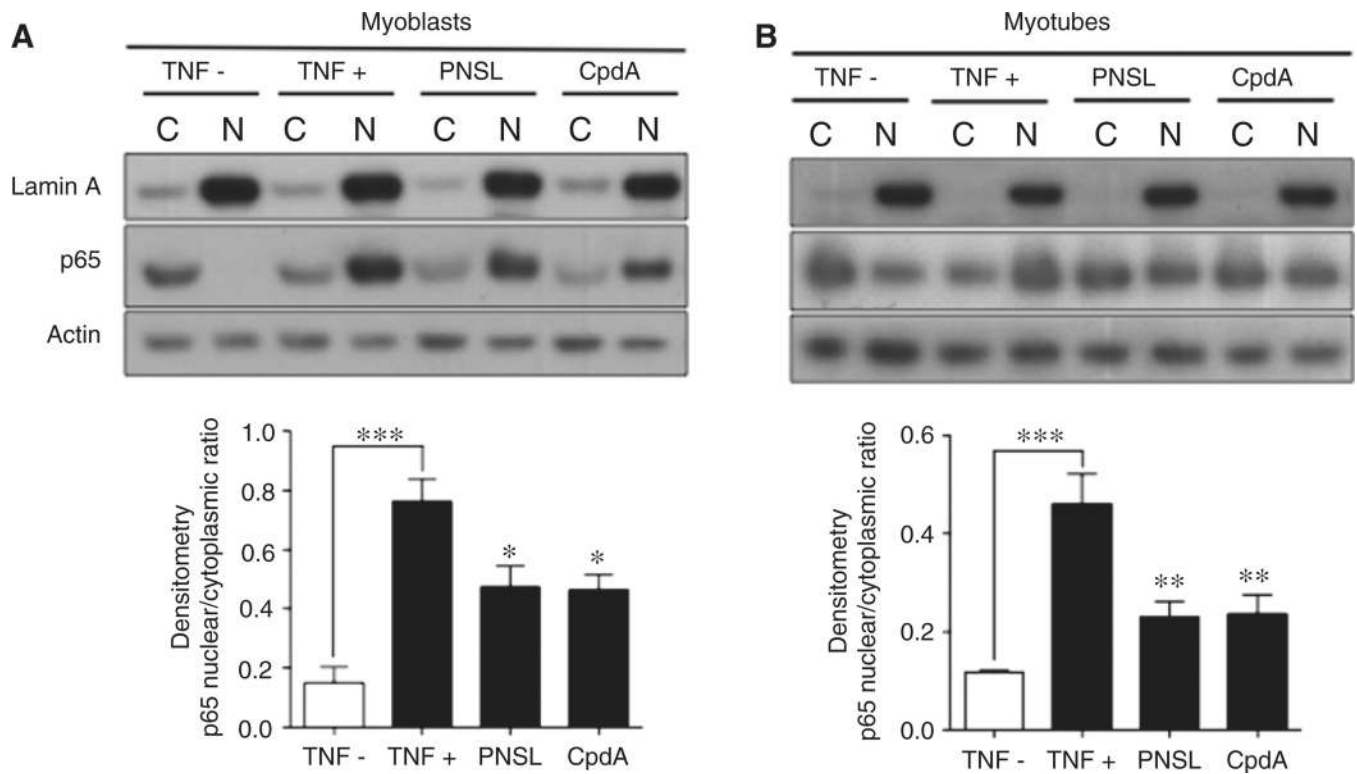 A
Myoblasts
TNF - TNF + PNSL CpdA
C N C N C N C N
Lamin A
p65
Actin
Densitometry
p65 nuclear/cytoplasmic ratio
1.0
0.8
0.6
0.4
0.2
0.0
***
*
*
TNF - TNF + PNSL CpdA
B
Myotubes
TNF - TNF + PNSL CpdA
C N C N C N C N
Densitometry
p65 nuclear/cytoplasmic ratio
0.6
0.4
0.2
0.0
***
**
**
TNF - TNF + PNSL CpdA